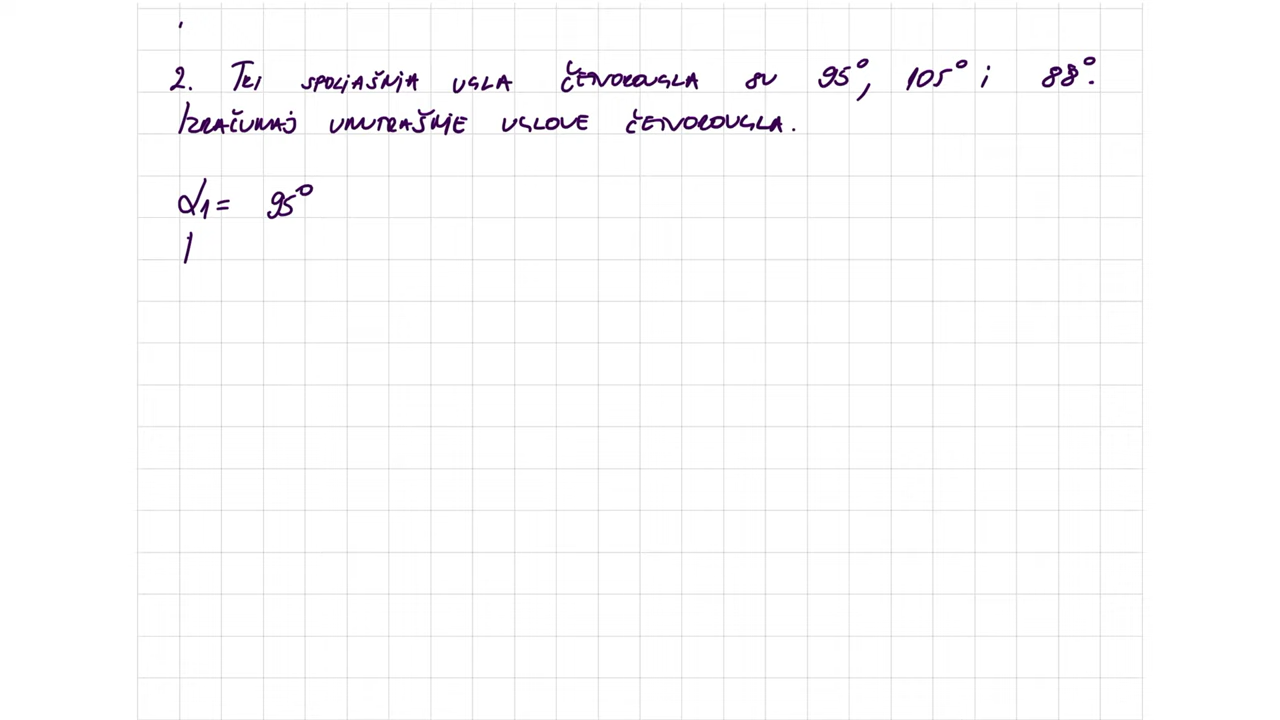 2. TRI SPOLJAŠNJA UGLA ČETVOROUGLA SU 95°, 105° i 88°.
IZRAČUNAJ UNUTRAŠNJE UGLOVE ČETVOROUGLA.
α1 = 95°